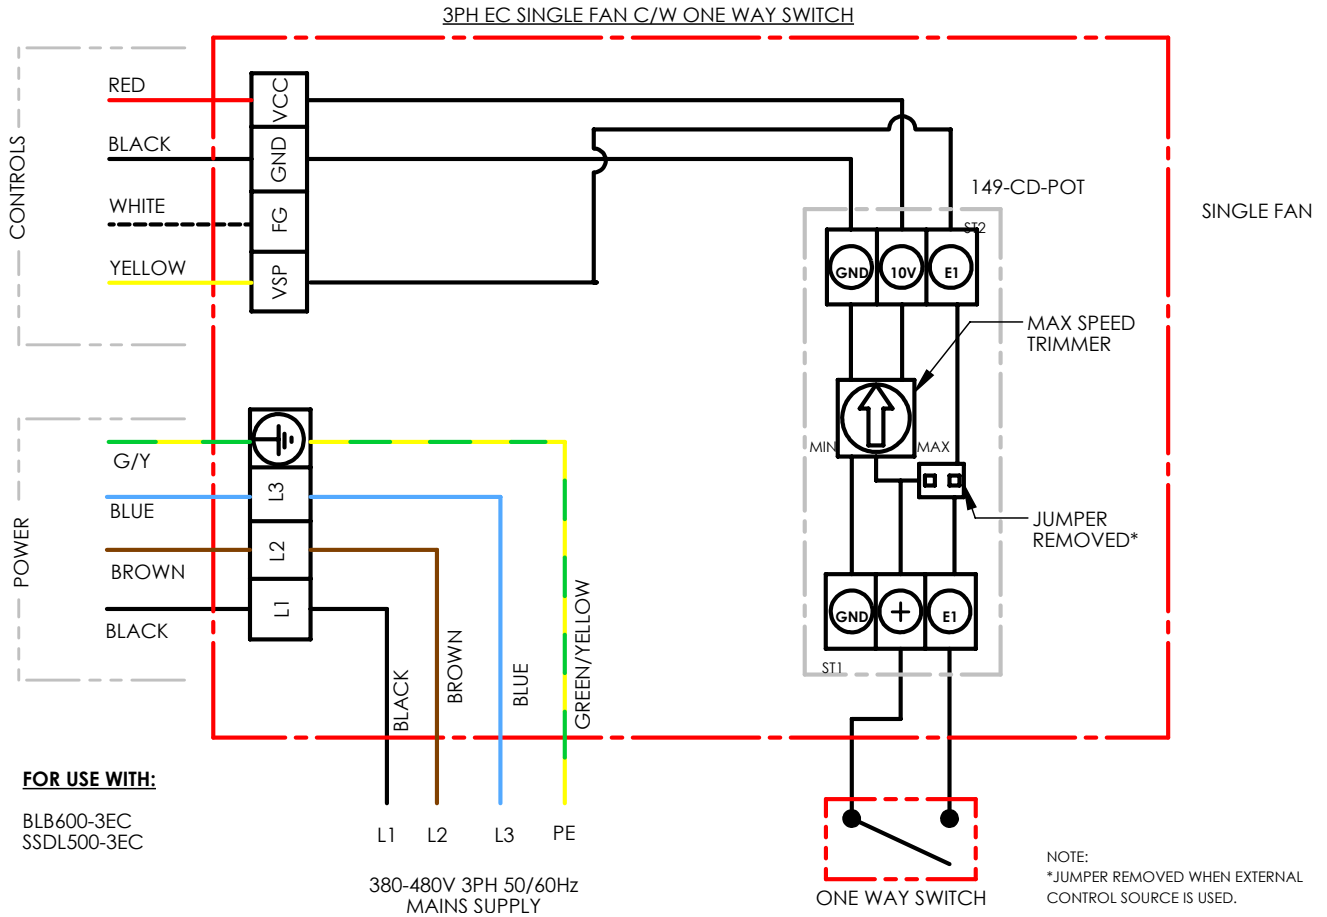 3PH EC SINGLE FAN C/W ONE WAY SWITCH
CONTROLS
RED
BLACK
WHITE
YELLOW
VCC
GND
FG
VSP
149-CD-POT
SINGLE FAN
ST2
GND
10V
E1
MAX SPEED
TRIMMER
MIN
MAX
JUMPER
REMOVED*
GND
+
E1
ST1
POWER
G/Y
BLUE
BROWN
BLACK
L3
L2
L1
BLACK
BROWN
BLUE
GREEN/YELLOW
FOR USE WITH:
BLB600-3EC
SSDL500-3EC
L1
L2
L3
PE
380-480V 3PH 50/60Hz
MAINS SUPPLY
ONE WAY SWITCH
NOTE:
*JUMPER REMOVED WHEN EXTERNAL
CONTROL SOURCE IS USED.